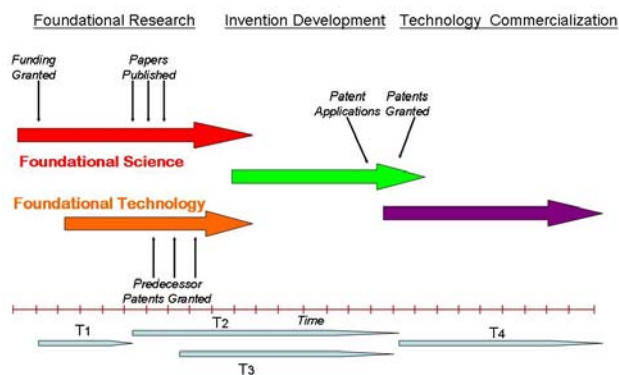 Foundational Research
Invention Development
Technology Commercialization
Funding
Granted
Papers
Published
Patent
Applications
Patents
Granted
Foundational Science
Foundational Technology
Predecessor
Patents Granted
T1
T2
Time
T3
T4